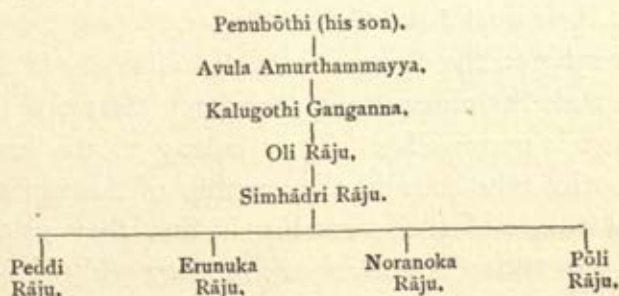 Penubōthi (his son).
Avula Amurthammayya.
Kalugothi Ganganna.
Oli Rāju.
Simhādri Rāju.
Peddi Rāju.
Erunuka Rāju.
Noranoka Rāju.
Pōli Rāju.